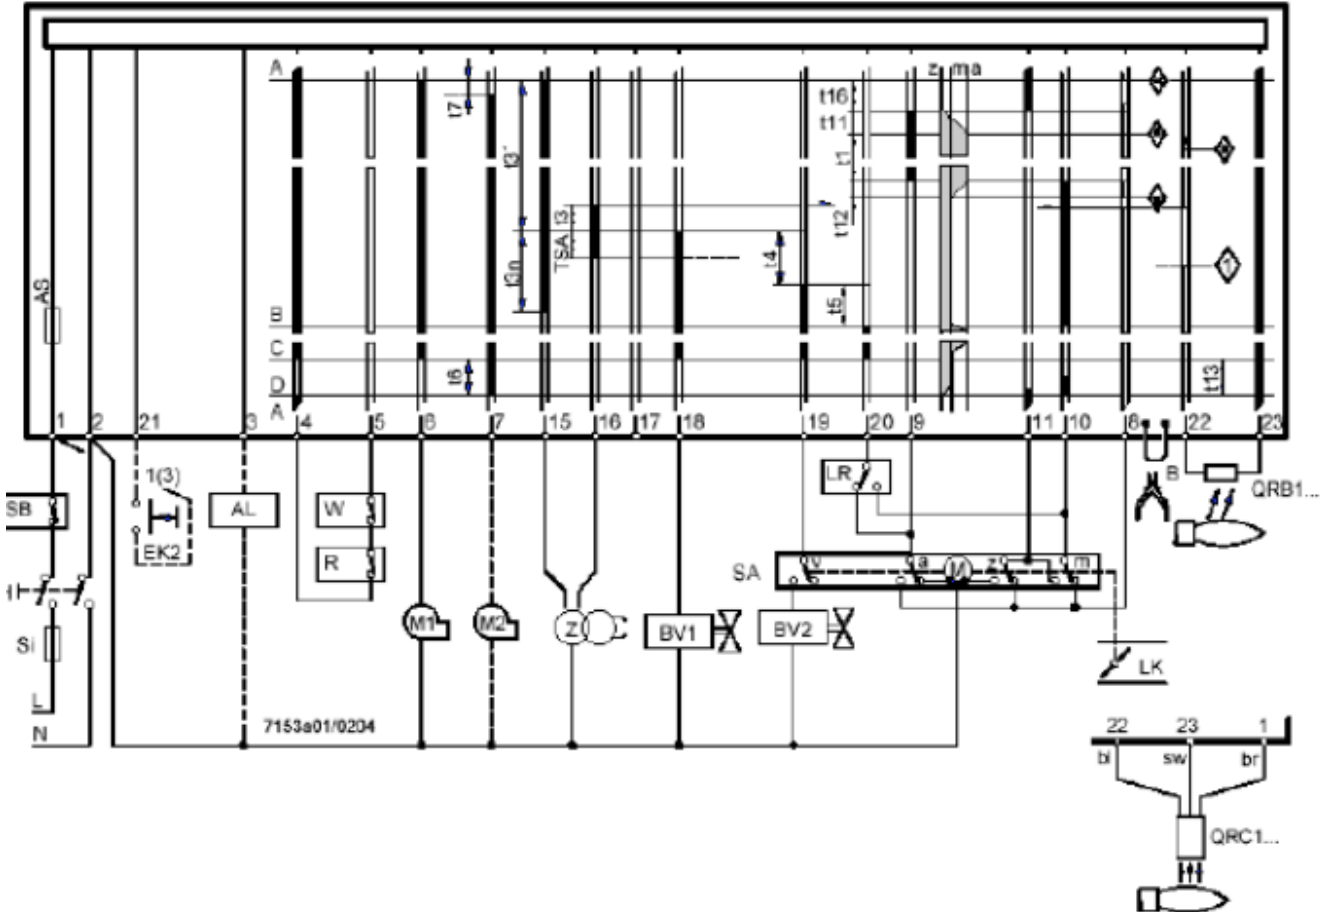 A
z m a
t7
t16
t11
t3'
t1
t3
t12
TSA
t3n
t4
1
AS
t5
B
C
t6
D
t13
A
1 2 21 3 4 5 6 7 15 16 17 18 19 20 9 11 10 8 22 23
1(3)
LR
B
QRB1...
SB
AL
W
EK2
R
v a M z m
SA
M1 M2 Z BV1 BV2
Si
LK
L
7153a01/0204
N
22 23 1
bl sw br
QRC1...